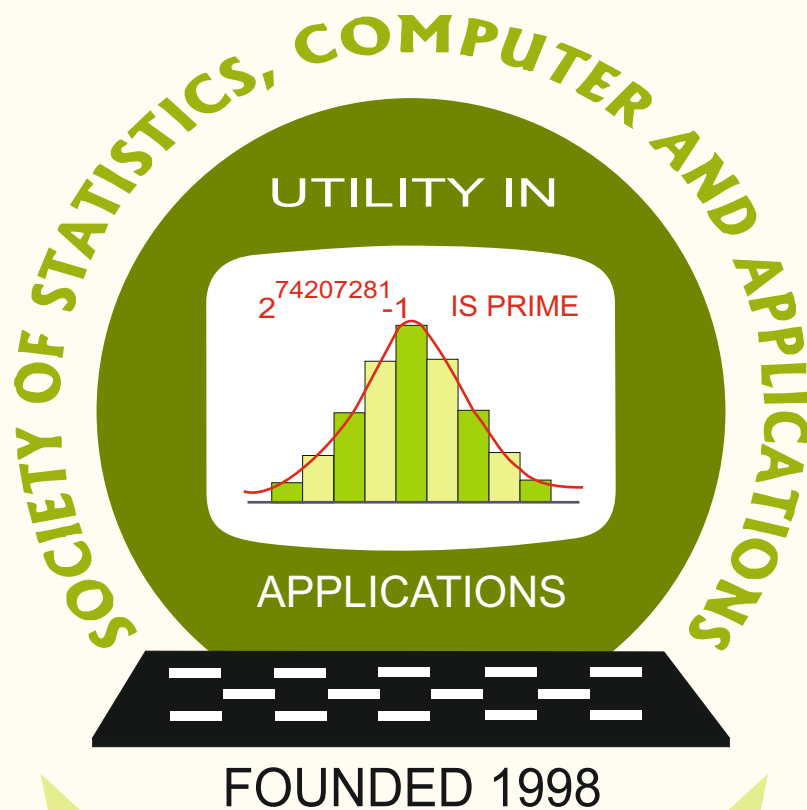 SOCIETY OF STATISTICS, COMPUTER AND APPLICATIONS
UTILITY IN
2^74207281-1 IS PRIME
APPLICATIONS
FOUNDED 1998